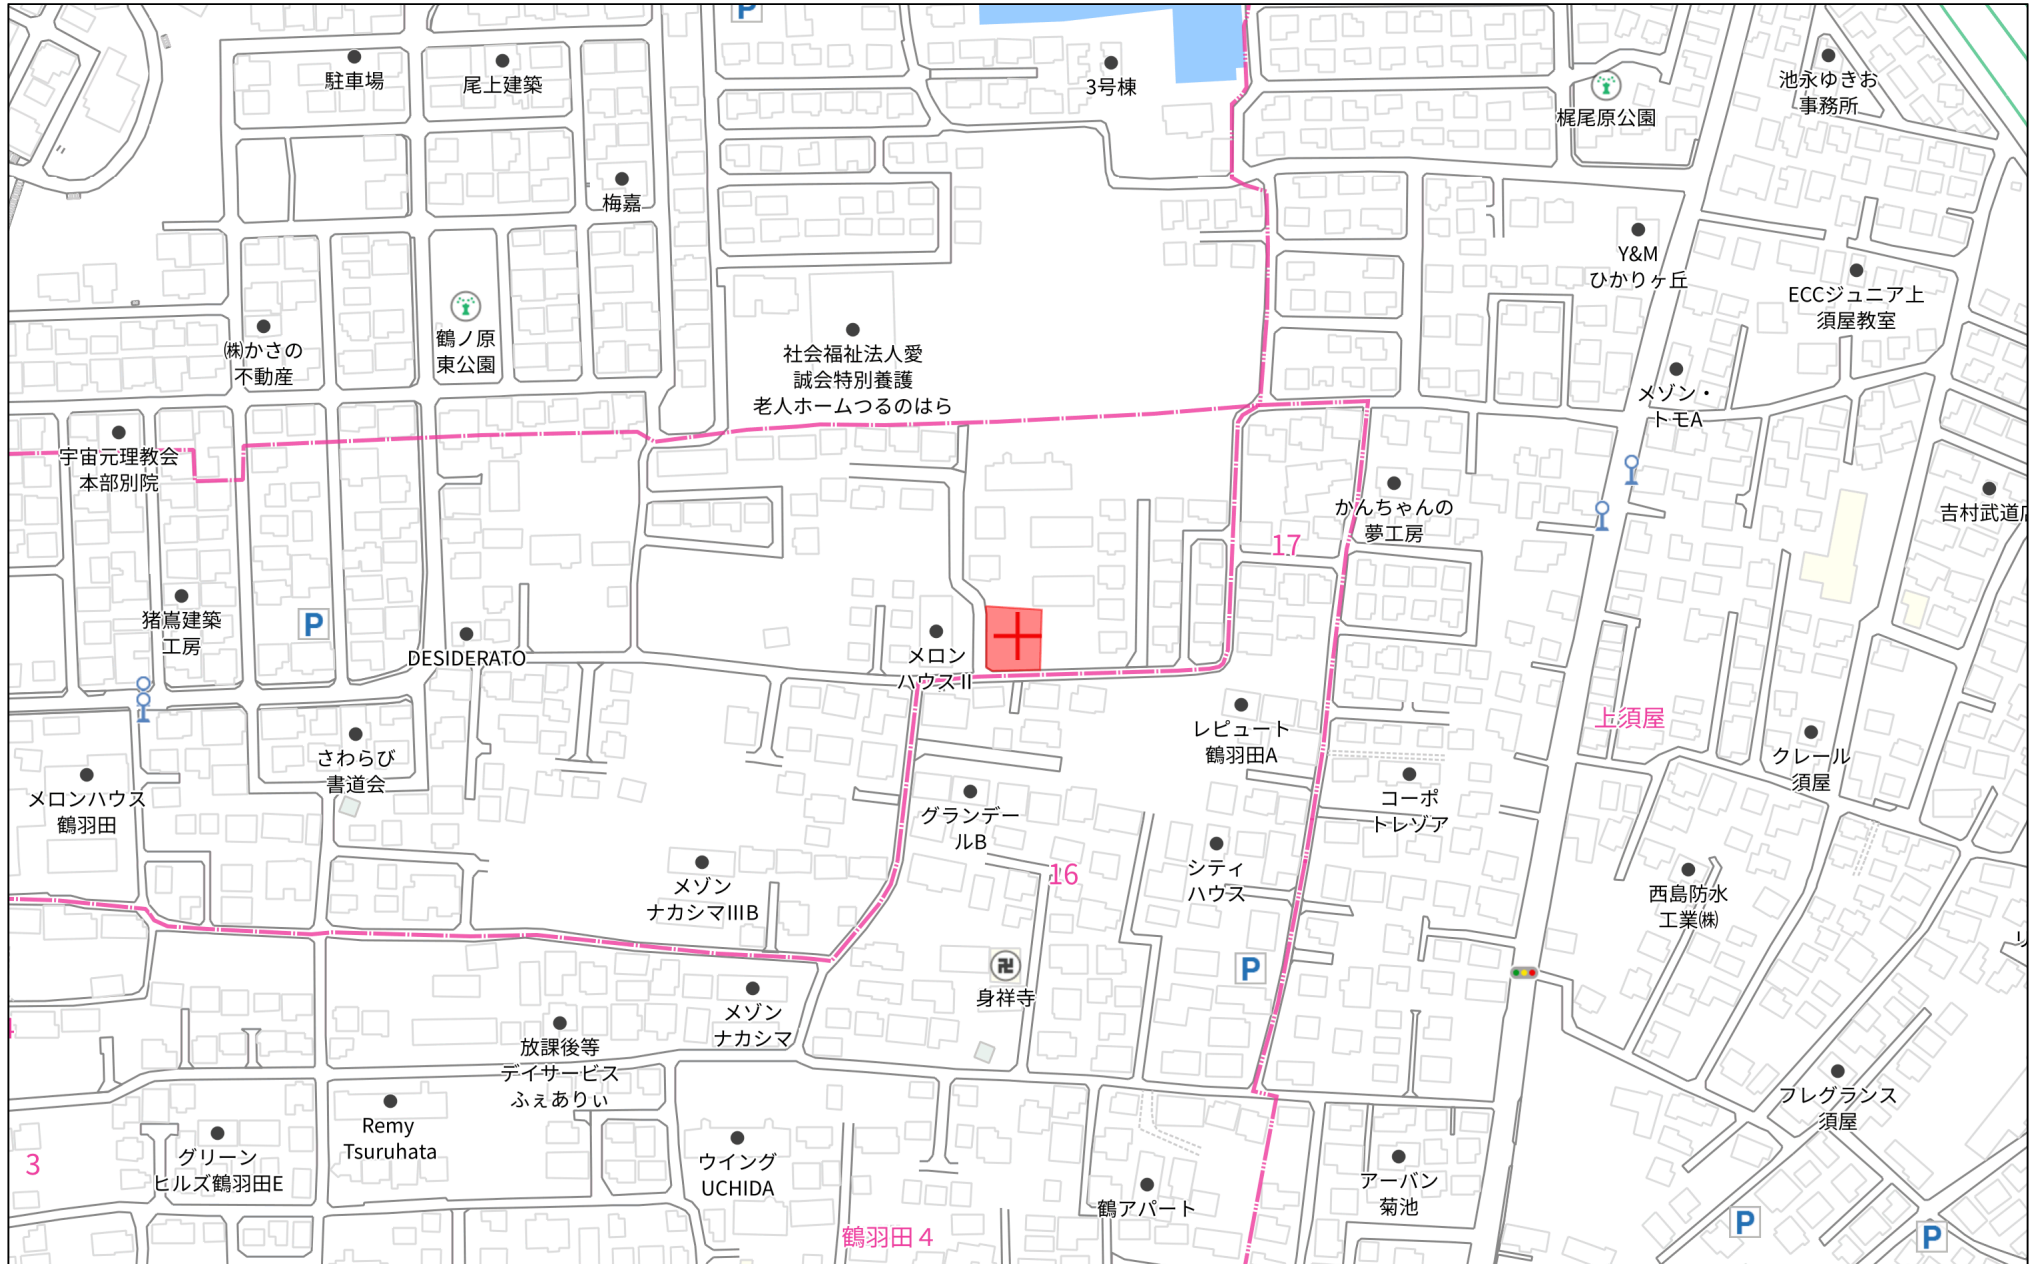 P
駐車場
尾上建築
3号棟
梶尾原公園
池永ゆきお
事務所
梅嘉
Y&M
ひかりヶ丘
ECCジュニア上
須屋教室
㈱かさの
不動産
鶴ノ原
東公園
社会福祉法人愛
誠会特別養護
老人ホームつるのはら
メゾン・
トモA
宇宙元理教会
本部別院
かんちゃんの
夢工房
吉村武道
17
猪嶌建築
工房
P
DESIDERATO
メロン
ハウスⅡ
レピュート
鶴羽田A
上須屋
クレール
須屋
さわらび
書道会
メロンハウス
鶴羽田
グランデー
ルB
コーポ
トレゾア
16
シティ
ハウス
メゾン
ナカシマⅢB
西島防水
工業㈱
リ
卍
身祥寺
P
メゾン
ナカシマ
放課後等
デイサービス
ふぇありぃ
フレグランス
須屋
Remy
Tsuruhata
3
グリーン
ヒルズ鶴羽田E
ウイング
UCHIDA
鶴アパート
アーバン
菊池
鶴羽田４
P
P